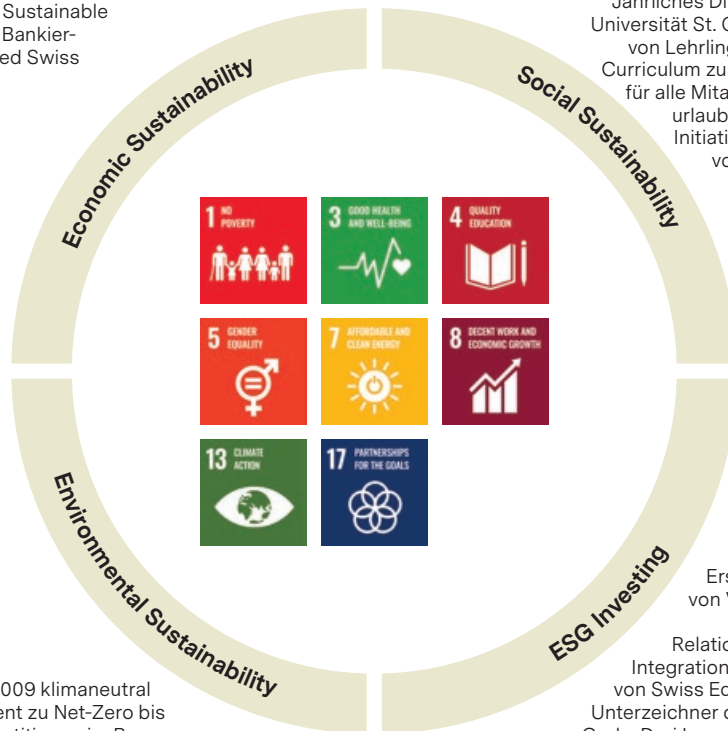 Sustainable
Bankier-
ed Swiss
Universität St. G
von Lehrling
Curriculum zu
für alle Mita
urlaub
Initiati
vo
Economic Sustainability
Social Sustainability
1 NO
POVERTY
3 GOOD HEALTH
AND WELL-BEING
4 QUALITY
EDUCATION
5 GENDER
EQUALITY
7 AFFORDABLE AND
CLEAN ENERGY
8 DECENT WORK AND
ECONOMIC GROWTH
13 CLIMATE
ACTION
17 PARTNERSHIPS
FOR THE GOALS
Environmental Sustainability
ESG Investing
009 klimaneutral
ent zu Net-Zero bis
Ers
von V
Relatio
Integration
von Swiss Ec
Unterzeichner d